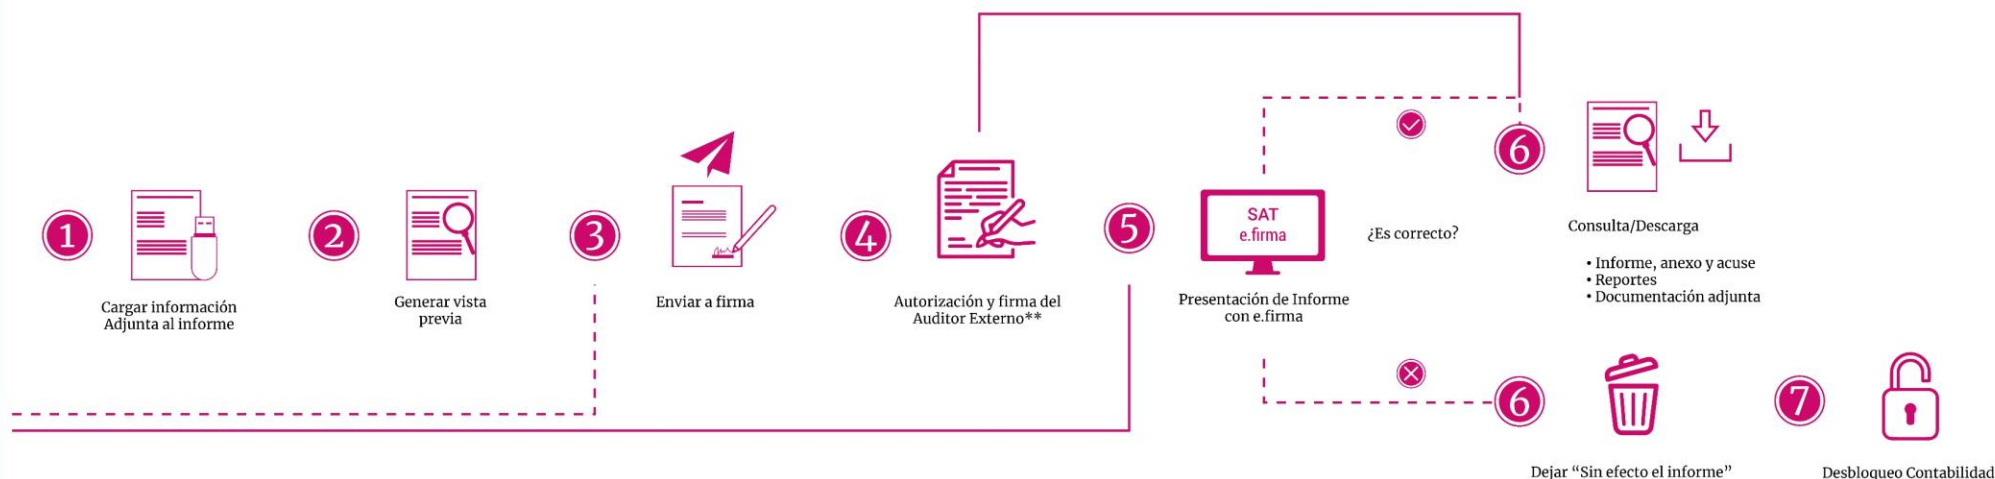 1
Cargar información
Adjunta al informe
2
Generar vista
previa
3
Enviar a firma
4
Autorización y firma del
Auditor Externo**
5
SAT
e.firma
Presentación de Informe
con e.firma
¿Es correcto?
6
Consulta/Descarga
• Informe, anexo y acuse
• Reportes
• Documentación adjunta
6
Dejar “Sin efecto el informe”
7
Desbloqueo Contabilidad